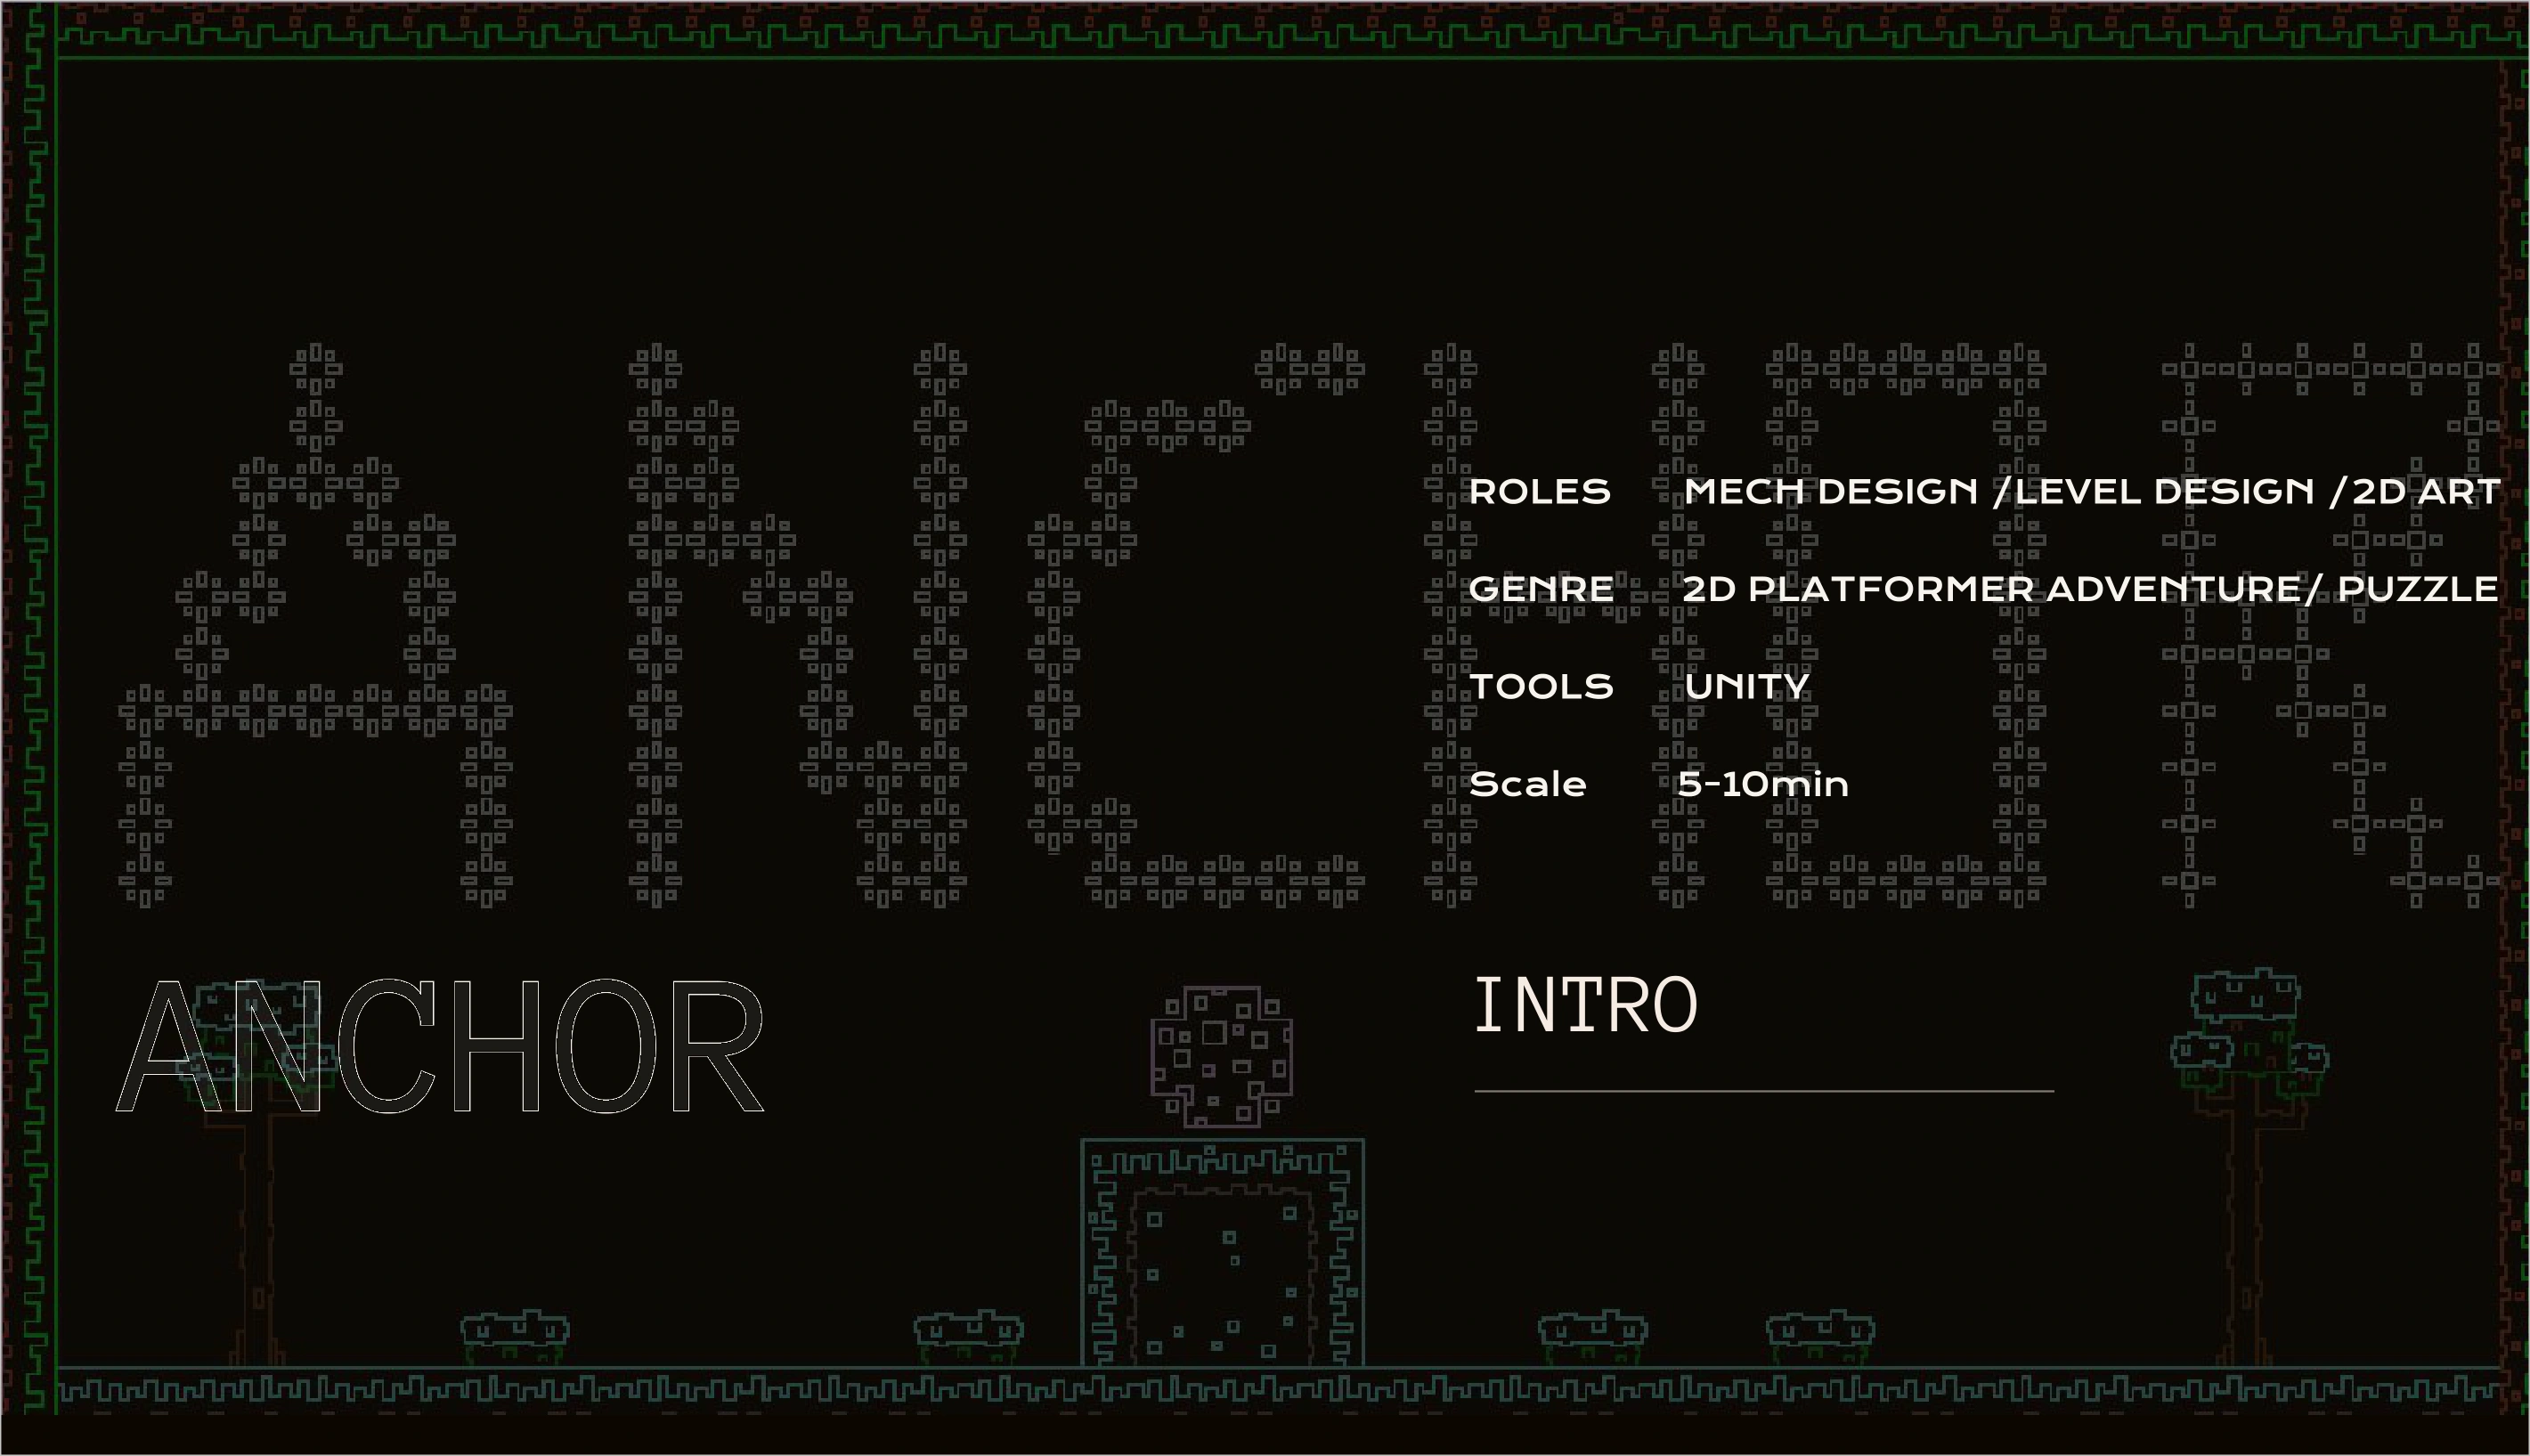 ANCHOR
ROLES MECH DESIGN /LEVEL DESIGN /2D ART
GENRE 2D PLATFORMER ADVENTURE/ PUZZLE
TOOLS UNITY
Scale 5-10min
ANCHOR
INTRO